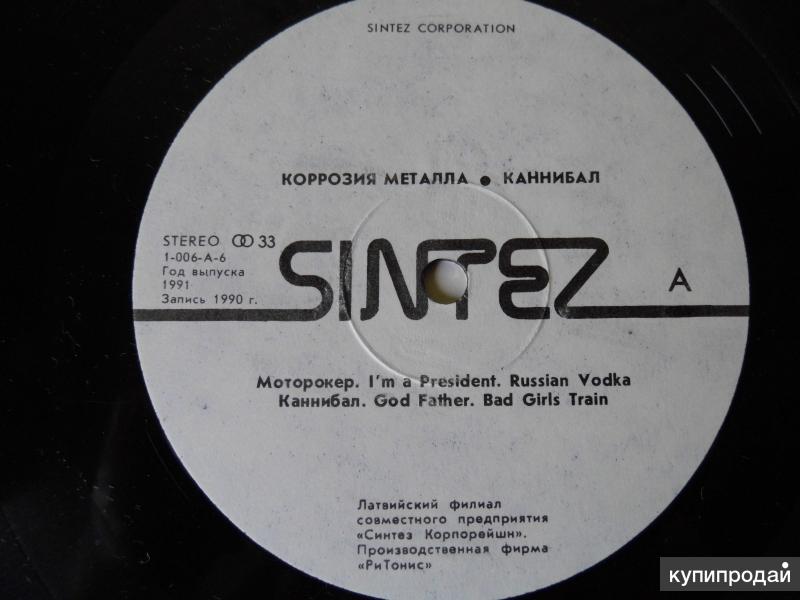 SINTEZ CORPORATION
КОРРОЗИЯ МЕТАЛЛА ● КАННИБАЛ
STEREO 33
1-006-A-6
Год выпуска
1991
Запись 1990 г.
SINTEZ
A
Моторокер. I'm a President. Russian Vodka
Каннибал. God Father. Bad Girls Train
Латвийский филиал
совместного предприятия
«Синтез Корпорейшн».
Производственная фирма
«РиТонис»
купипродай